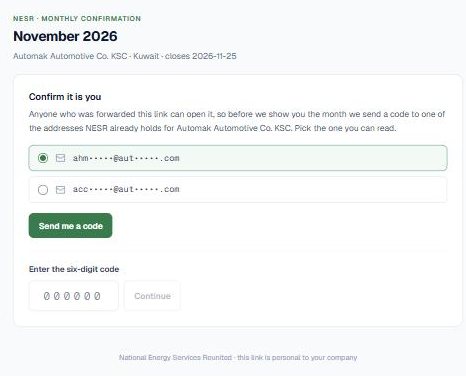 NESR · MONTHLY CONFIRMATION
November 2026
Automak Automotive Co. KSC · Kuwait · closes 2026-11-25
Confirm it is you
Anyone who was forwarded this link can open it, so before we show you the month we send a code to one of
the addresses NESR already holds for Automak Automotive Co. KSC. Pick the one you can read.
ahm•••••@aut•••••.com
acc•••••@aut•••••.com
Send me a code
Enter the six-digit code
000000
Continue
National Energy Services Reunited · this link is personal to your company